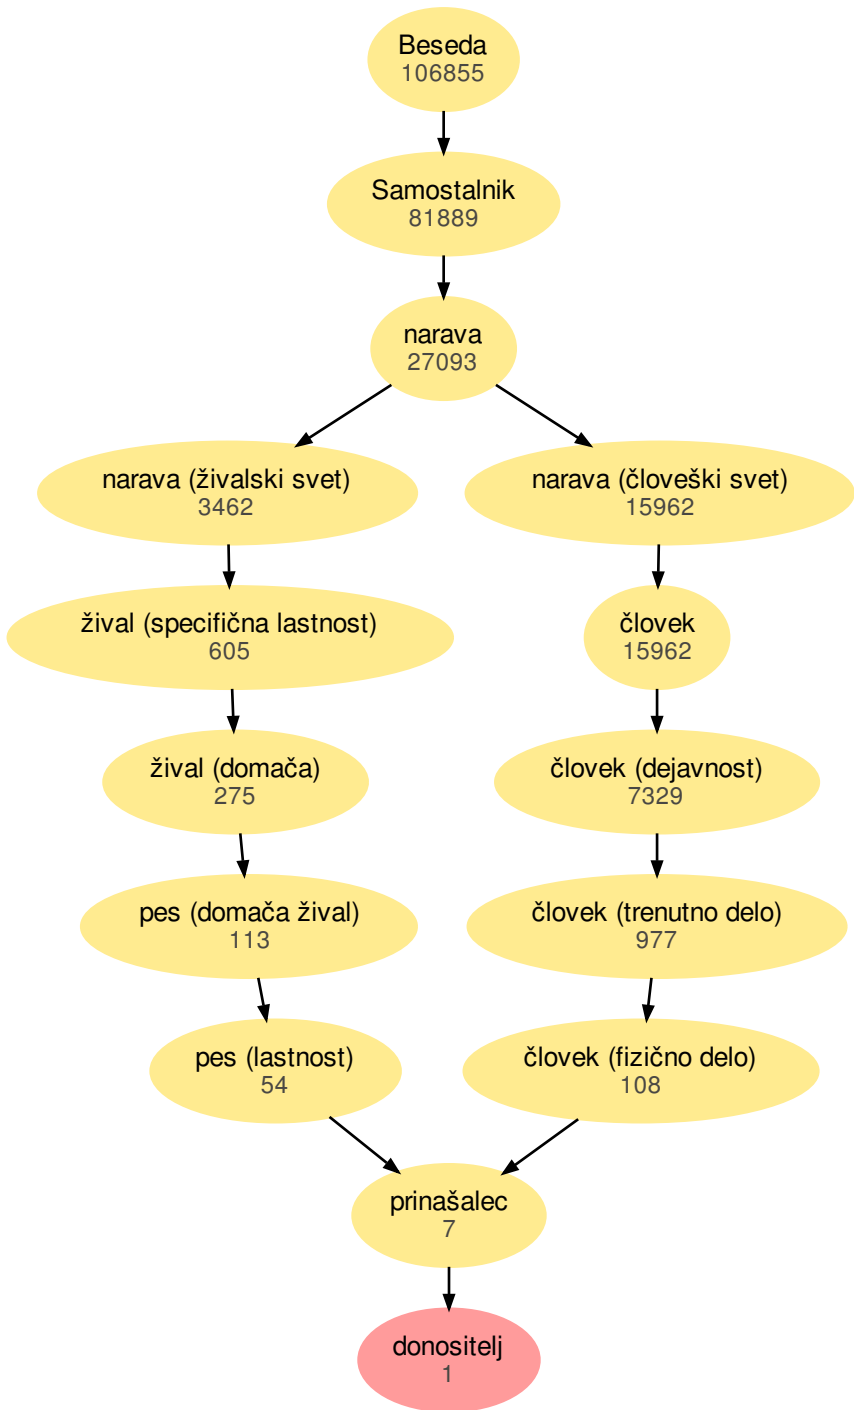 Beseda
106855
Samostalnik
81889
narava
27093
narava (živalski svet)
3462
narava (človeški svet)
15962
žival (specifična lastnost)
605
človek
15962
žival (domača)
275
človek (dejavnost)
7329
pes (domača žival)
113
človek (trenutno delo)
977
pes (lastnost)
54
človek (fizično delo)
108
prinašalec
7
donositelj
1